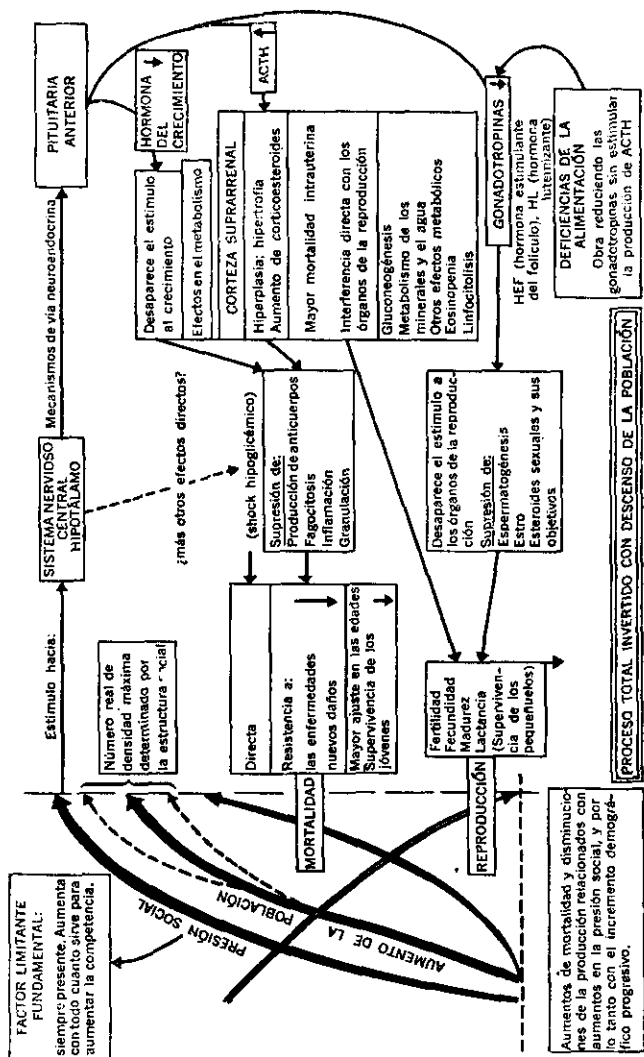 FACTOR LIMITANTE
FUNDAMENTAL:
siempre presente. Aumenta
con todo cuanto sirve para
aumentar la competencia.
PRESIÓN SOCIAL
AUMENTO DE LA
POBLACIÓN
Aumentos de mortalidad y disminucio-
nes de la producción relacionados con
aumentos en la presión social, y por
lo tanto con el incremento demográ-
fico progresivo.
Estímulo hacia:
Número real de
densidad máxima
determinado por
la estructura social
MORTALIDAD
Directa
Resistencia a:
las enfermedades
nuevos daños
Mayor ajuste en las edades
Supervivencia de los
jóvenes
REPRODUCCIÓN
Fertilidad
Fecundidad
Madurez
Lactancia
(Superviven-
cia de los
pequeñuelos)
SISTEMA NERVIOSO
CENTRAL
HIPOTÁLAMO
¿más otros efectos directos?
(shock hipoglicémico)
Supresión de:
Producción de anticuerpos
Fagocitosis
Inflamación
Granulación
Desaparece el estímulo a
los órganos de la reproduc-
ción
Supresión de:
Espermatogénesis
Estro
Esteroides sexuales y sus
objetivos
Mecanismos de vía neuroendocrina
PITUITARIA
ANTERIOR
HORMONA
DEL
CRECIMIENTO
ACTH
Desaparece el estímulo
al crecimiento
Efectos en el metabolismo
CORTEZA SUPRARRENAL
Hiperplasia; hipertrofia
Aumento de corticoesteroides
Mayor mortalidad intrauterina
Interferencia directa con los
órganos de la reproducción
Gluconeogénesis
Metabolismo de los
minerales y el agua
Otros efectos metabólicos
Eosinopenia
Linfocitolisis
GONADOTROPINAS
HEF (hormona estimulante
del folículo), HL (hormona
luteinizante)
DEFICIENCIAS DE LA
ALIMENTACIÓN
Obra reduciendo las
gonadotropinas sin estimular
la producción de ACTH
PROCESO TOTAL INVERTIDO CON DESCENSO DE LA POBLACIÓN